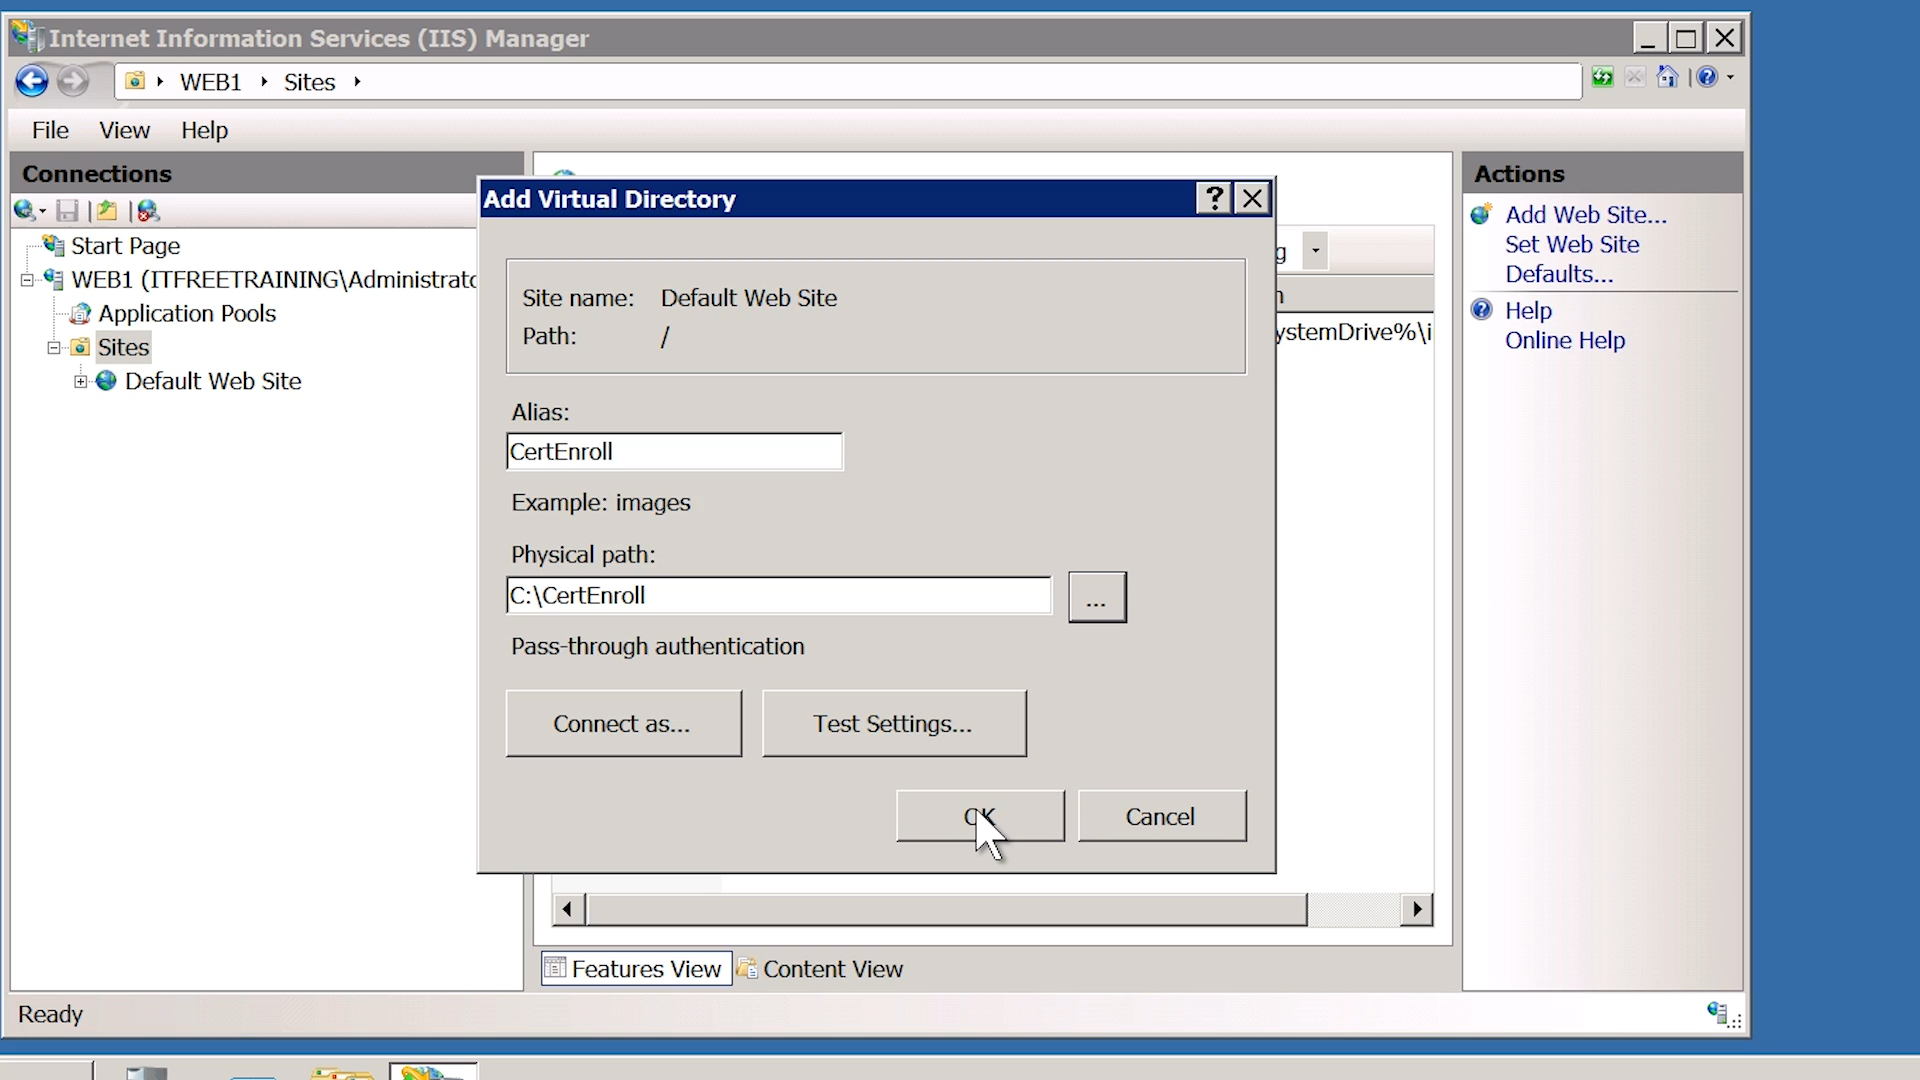 Internet Information Services (IIS) Manager
WEB1 Sites
File View Help
Connections
Start Page
WEB1 (ITFREETRAINING\Administrato
Application Pools
Sites
Default Web Site
Add Virtual Directory
Site name: Default Web Site
Path: /
Alias:
CertEnroll
Example: images
Physical path:
C:\CertEnroll
...
Pass-through authentication
Connect as...
Test Settings...
OK
Cancel
g
ystemDrive%\i
Features View
Content View
Actions
Add Web Site...
Set Web Site
Defaults...
Help
Online Help
Ready